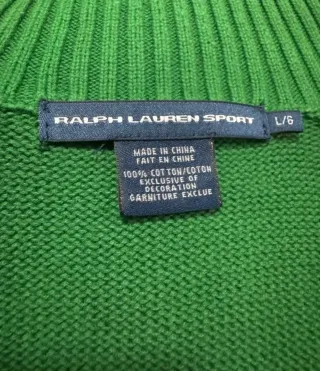 RALPH LAUREN SPORT L/G
MADE IN CHINA
FAIT EN CHINE
100% COTTON/COTON
EXCLUSIVE OF
DECORATION
GARNITURE EXCLUE